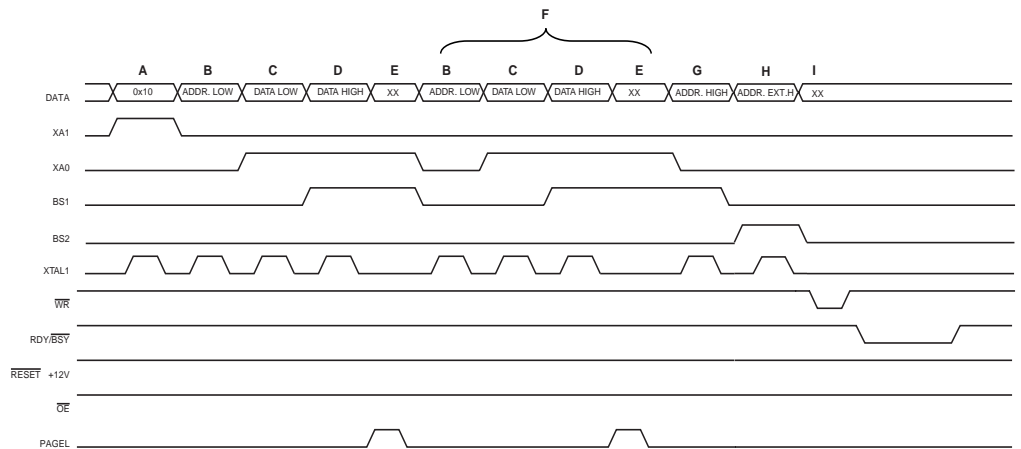 F
A B C D E B C D E G H I
DATA 0x10 ADDR. LOW DATA LOW DATA HIGH XX ADDR. LOW DATA LOW DATA HIGH XX ADDR. HIGH ADDR. EXT.H XX
XA1
XA0
BS1
BS2
XTAL1
WR
RDY/BSY
RESET +12V
OE
PAGEL